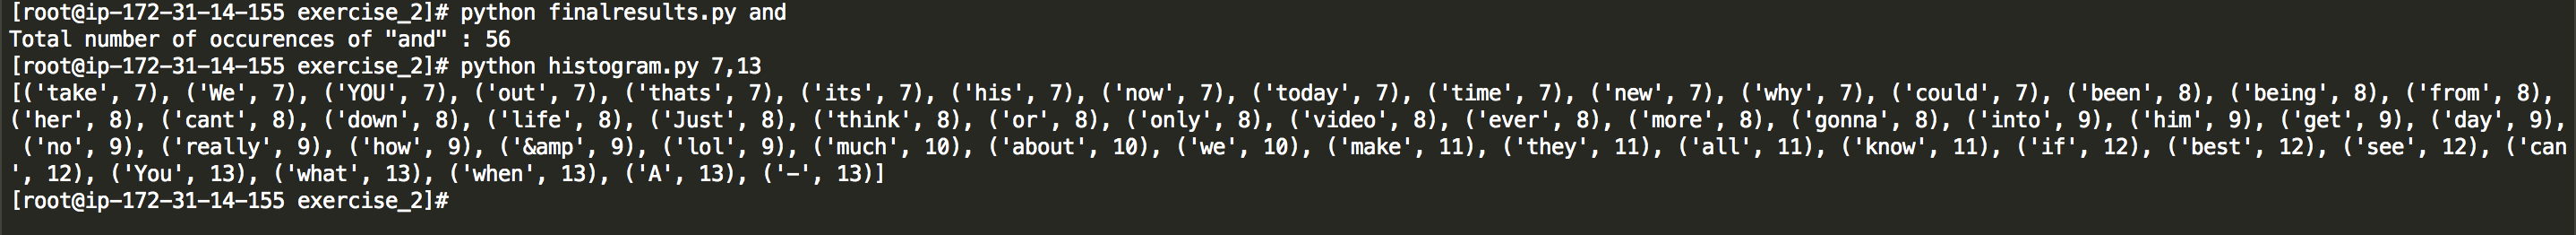 [root@ip-172-31-14-155 exercise_2]# python finalresults.py and
Total number of occurences of "and" : 56
[root@ip-172-31-14-155 exercise_2]# python histogram.py 7,13
[('take', 7), ('We', 7), ('YOU', 7), ('out', 7), ('thats', 7), ('its', 7), ('his', 7), ('now', 7), ('today', 7), ('time', 7), ('new', 7), ('why', 7), ('could', 7), ('been', 8), ('being', 8), ('from', 8),
('her', 8), ('cant', 8), ('down', 8), ('life', 8), ('Just', 8), ('think', 8), ('or', 8), ('only', 8), ('video', 8), ('ever', 8), ('more', 8), ('gonna', 8), ('into', 9), ('him', 9), ('get', 9), ('day', 9),
 ('no', 9), ('really', 9), ('how', 9), ('&amp', 9), ('lol', 9), ('much', 10), ('about', 10), ('we', 10), ('make', 11), ('they', 11), ('all', 11), ('know', 11), ('if', 12), ('best', 12), ('see', 12), ('can
', 12), ('You', 13), ('what', 13), ('when', 13), ('A', 13), ('-', 13)]
[root@ip-172-31-14-155 exercise_2]#